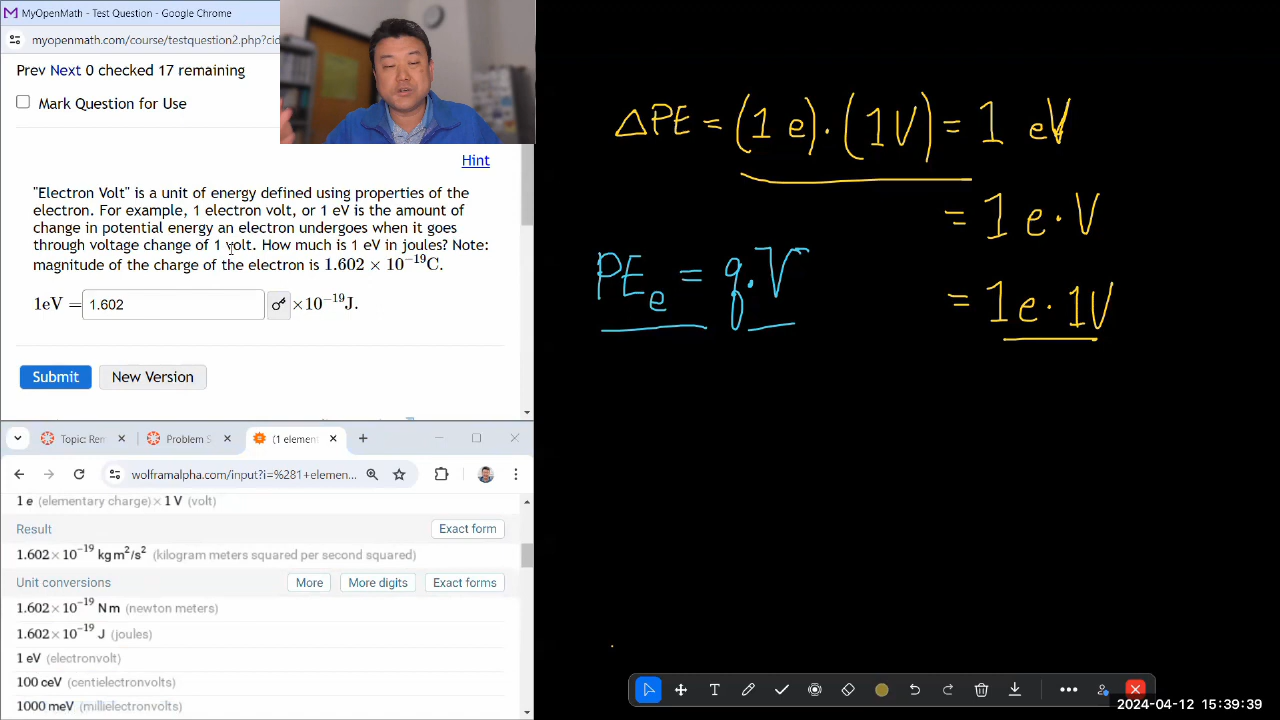 MyOpenMath - Test Question - Google Chrome
myopenmath.com/course/testquestion2.php?cid
Prev Next 0 checked 17 remaining
Mark Question for Use
Hint
"Electron Volt" is a unit of energy defined using properties of the
electron. For example, 1 electron volt, or 1 eV is the amount of
change in potential energy an electron undergoes when it goes
through voltage change of 1 volt. How much is 1 eV in joules? Note:
magnitude of the charge of the electron is 1.602 × 10⁻¹⁹C.
1eV = 1.602 ×10⁻¹⁹J.
Submit New Version
Topic Rem Problem S (1 element
wolframalpha.com/input?i=%281+elemen...
1 e (elementary charge) × 1 V (volt)
Result Exact form
1.602×10⁻¹⁹ kg m²/s² (kilogram meters squared per second squared)
Unit conversions More More digits Exact forms
1.602×10⁻¹⁹ N m (newton meters)
1.602×10⁻¹⁹ J (joules)
1 eV (electronvolt)
100 ceV (centielectronvolts)
1000 meV (millielectronvolts)
ΔPE = (1 e)·(1V) = 1 eV
= 1 e·V
= 1e·1V
PEₑ = q·V
2024-04-12 15:39:39